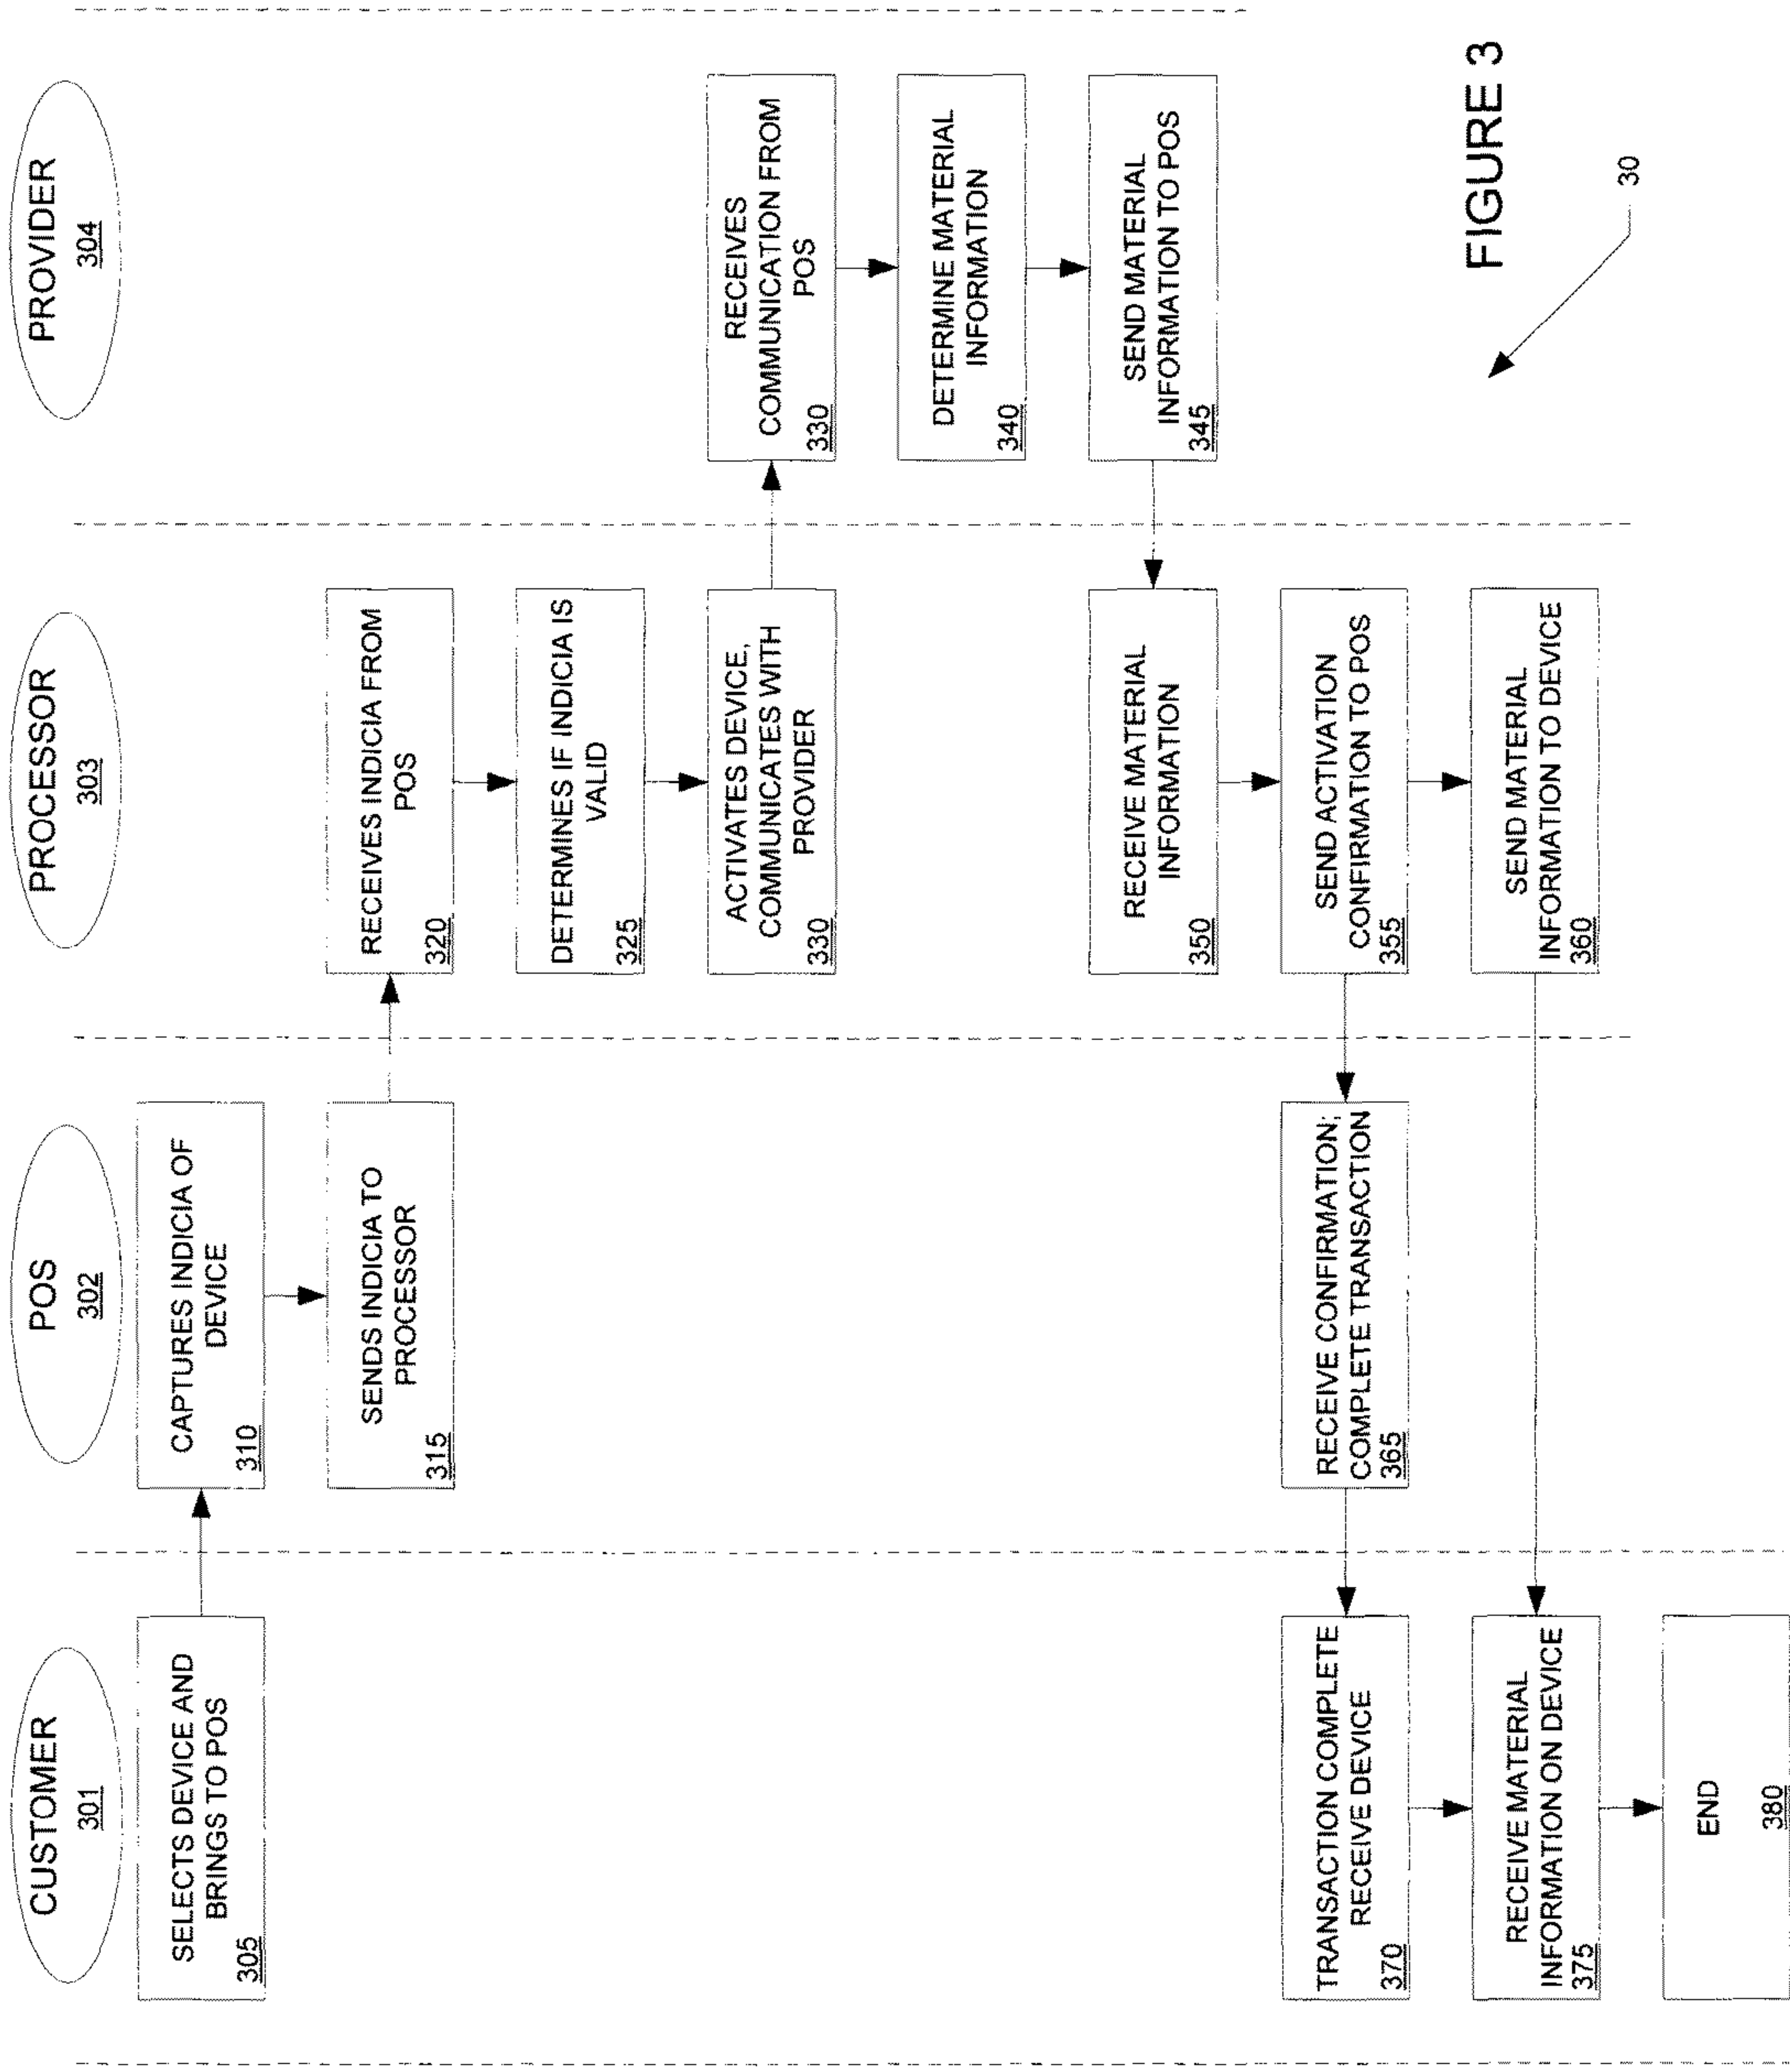 CUSTOMER
301
POS
302
PROCESSOR
303
PROVIDER
304
SELECTS DEVICE AND
BRINGS TO POS
305
CAPTURES INDICIA OF
DEVICE
310
SENDS INDICIA TO
PROCESSOR
315
RECEIVES INDICIA FROM
POS
320
DETERMINES IF INDICIA IS
VALID
325
ACTIVATES DEVICE,
COMMUNICATES WITH
PROVIDER
330
RECEIVES
COMMUNICATION FROM
POS
330
DETERMINE MATERIAL
INFORMATION
340
SEND MATERIAL
INFORMATION TO POS
345
RECEIVE MATERIAL
INFORMATION
350
SEND ACTIVATION
CONFIRMATION TO POS
355
SEND MATERIAL
INFORMATION TO DEVICE
360
RECEIVE CONFIRMATION;
COMPLETE TRANSACTION
365
TRANSACTION COMPLETE
RECEIVE DEVICE
370
RECEIVE MATERIAL
INFORMATION ON DEVICE
375
END
380
FIGURE 3
30